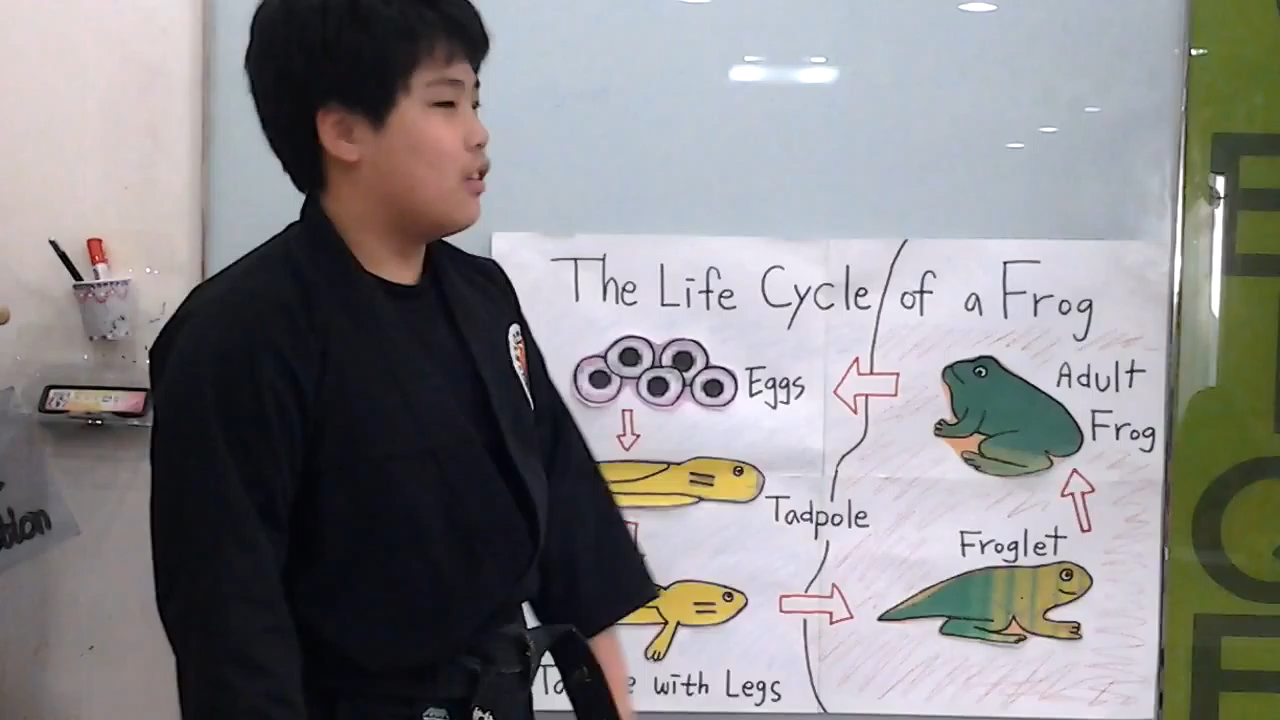 The Life Cycle of a Frog
Eggs
Adult
Frog
Tadpole
Froglet
with Legs